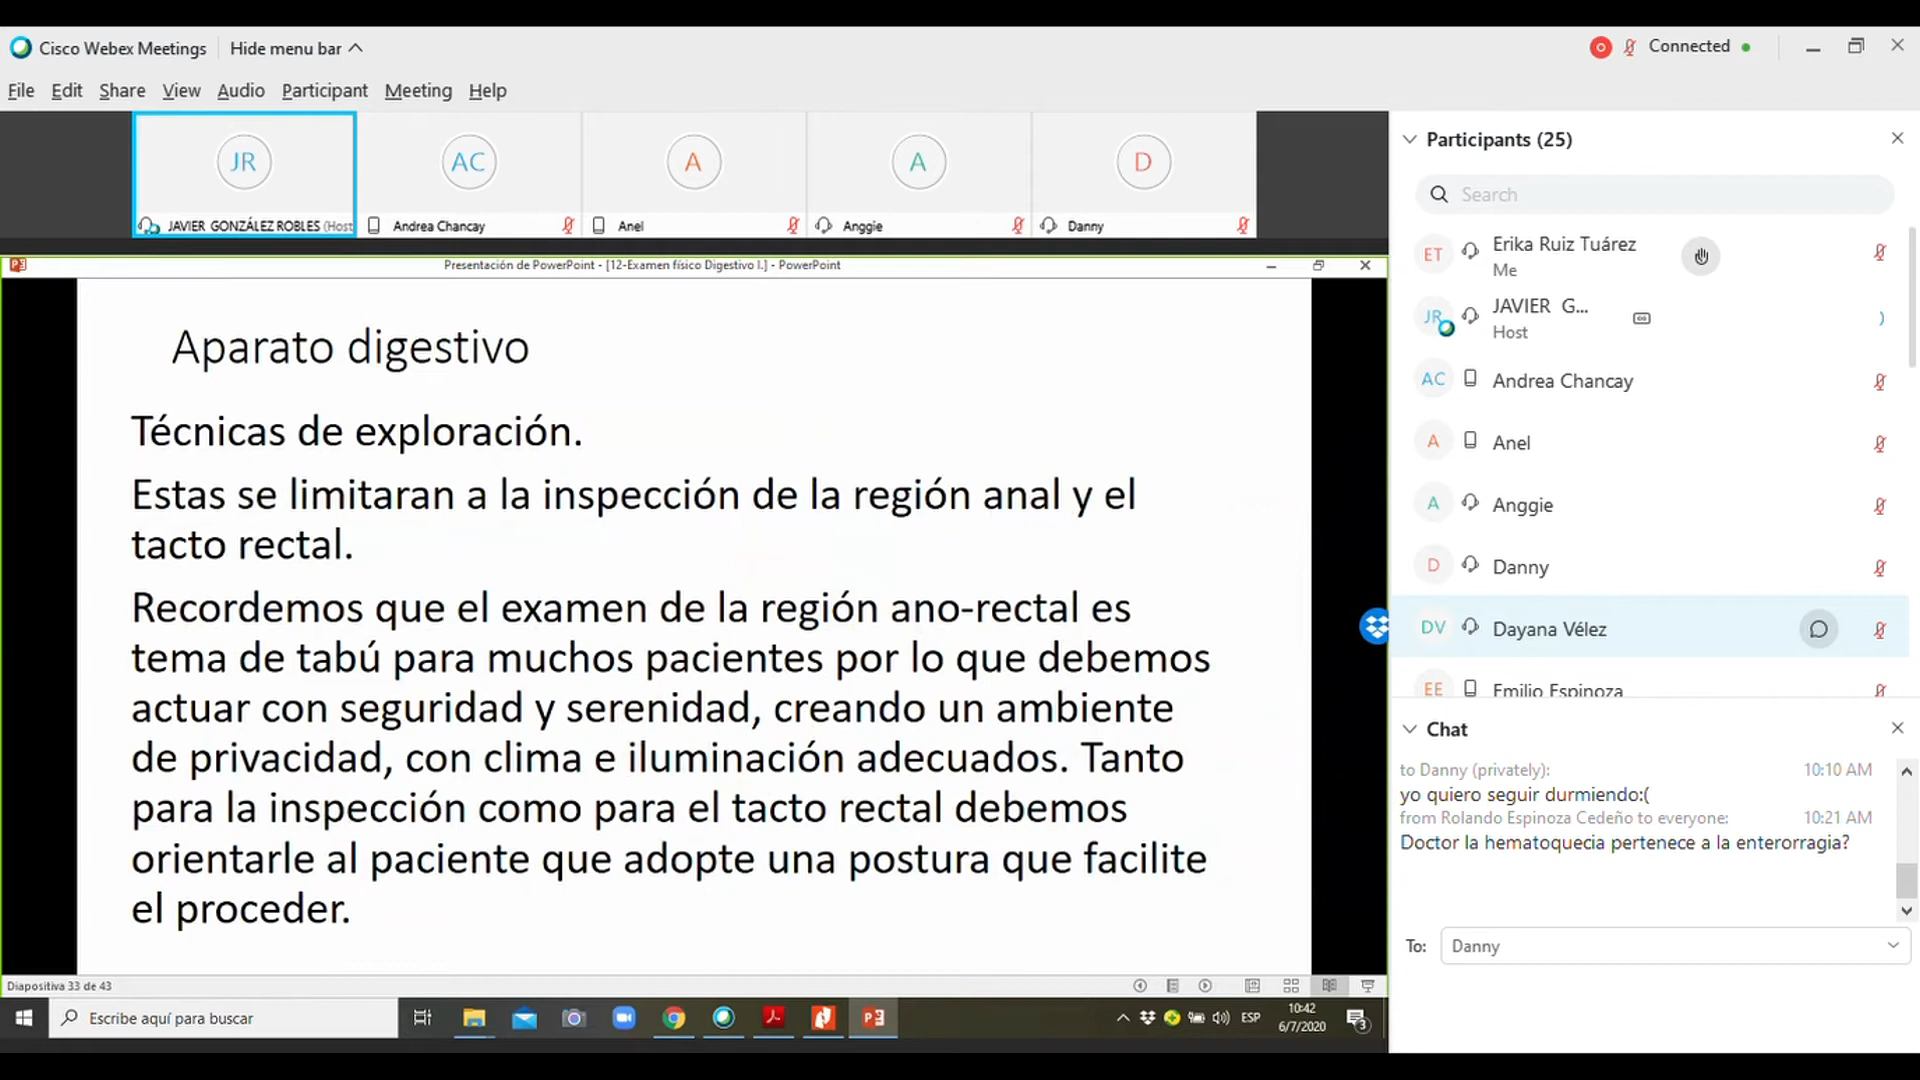 Cisco Webex Meetings
Hide menu bar
Connected
File Edit Share View Audio Participant Meeting Help
JR
JAVIER GONZÁLEZ ROBLES (Host
AC
Andrea Chancay
A
Anel
A
Anggie
D
Danny
Presentación de PowerPoint - [12-Examen físico Digestivo I.] - PowerPoint
Aparato digestivo
Técnicas de exploración.
Estas se limitaran a la inspección de la región anal y el
tacto rectal.
Recordemos que el examen de la región ano-rectal es
tema de tabú para muchos pacientes por lo que debemos
actuar con seguridad y serenidad, creando un ambiente
de privacidad, con clima e iluminación adecuados. Tanto
para la inspección como para el tacto rectal debemos
orientarle al paciente que adopte una postura que facilite
el proceder.
Diapositiva 33 de 43
Escribe aquí para buscar
ESP
10:42
6/7/2020
3
Participants (25)
Search
ET
Erika Ruiz Tuárez
Me
JR
JAVIER G...
Host
AC
Andrea Chancay
A
Anel
A
Anggie
D
Danny
DV
Dayana Vélez
EE
Emilio Espinoza
Chat
to Danny (privately): 10:10 AM
yo quiero seguir durmiendo:(
from Rolando Espinoza Cedeño to everyone: 10:21 AM
Doctor la hematoquecia pertenece a la enterorragia?
To: Danny